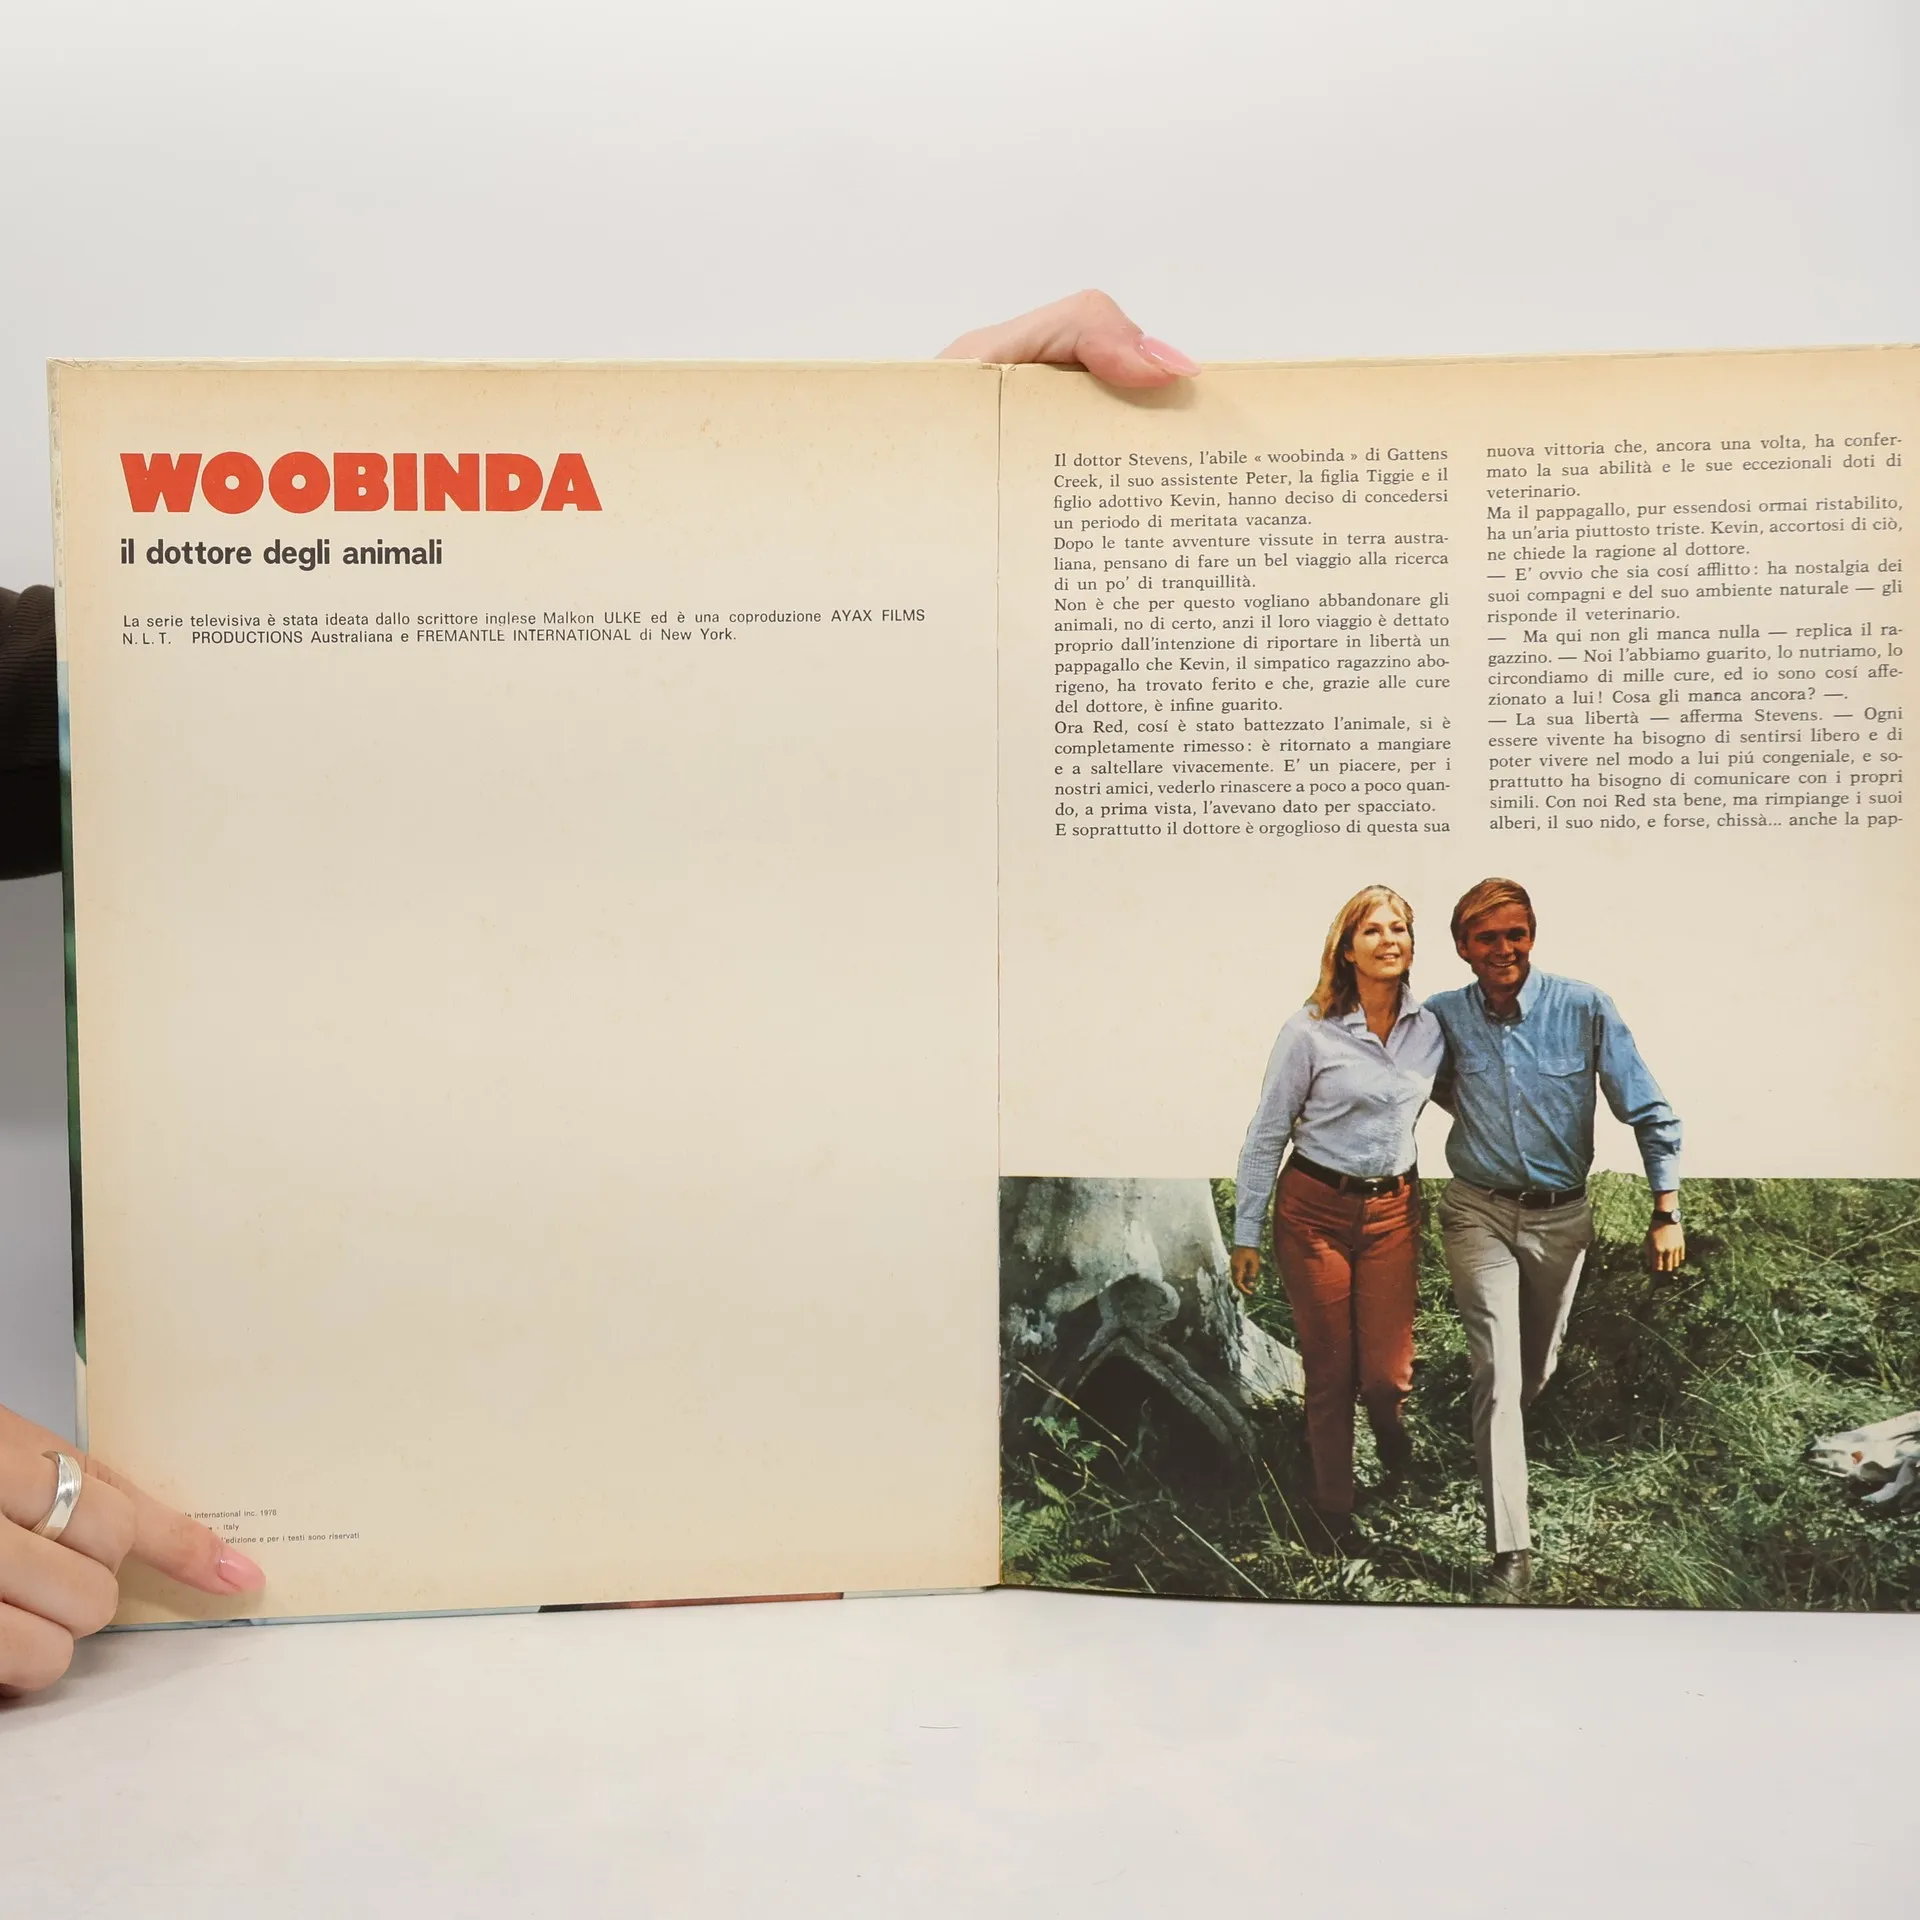 WOOBINDA
il dottore degli animali
La serie televisiva è stata ideata dallo scrittore inglese Malkon ULKE ed è una coproduzione AYAX FILMS
N.L.T. PRODUCTIONS Australiana e FREMANTLE INTERNATIONAL di New York.
international inc. 1978
- Italy
l'edizione e per i testi sono riservati
Il dottor Stevens, l'abile « woobinda » di Gattens
Creek, il suo assistente Peter, la figlia Tiggie e il
figlio adottivo Kevin, hanno deciso di concedersi
un periodo di meritata vacanza.
Dopo le tante avventure vissute in terra austra-
liana, pensano di fare un bel viaggio alla ricerca
di un po' di tranquillità.
Non è che per questo vogliano abbandonare gli
animali, no di certo, anzi il loro viaggio è dettato
proprio dall'intenzione di riportare in libertà un
pappagallo che Kevin, il simpatico ragazzino abo-
rigeno, ha trovato ferito e che, grazie alle cure
del dottore, è infine guarito.
Ora Red, cosí è stato battezzato l'animale, si è
completamente rimesso: è ritornato a mangiare
e a saltellare vivacemente. E' un piacere, per i
nostri amici, vederlo rinascere a poco a poco quan-
do, a prima vista, l'avevano dato per spacciato.
E soprattutto il dottore è orgoglioso di questa sua
nuova vittoria che, ancora una volta, ha confer-
mato la sua abilità e le sue eccezionali doti di
veterinario.
Ma il pappagallo, pur essendosi ormai ristabilito,
ha un'aria piuttosto triste. Kevin, accortosi di ciò,
ne chiede la ragione al dottore.
— E' ovvio che sia cosí afflitto: ha nostalgia dei
suoi compagni e del suo ambiente naturale — gli
risponde il veterinario.
— Ma qui non gli manca nulla — replica il ra-
gazzino. — Noi l'abbiamo guarito, lo nutriamo, lo
circondiamo di mille cure, ed io sono cosí affe-
zionato a lui! Cosa gli manca ancora? —.
— La sua libertà — afferma Stevens. — Ogni
essere vivente ha bisogno di sentirsi libero e di
poter vivere nel modo a lui piú congeniale, e so-
prattutto ha bisogno di comunicare con i propri
simili. Con noi Red sta bene, ma rimpiange i suoi
alberi, il suo nido, e forse, chissà... anche la pap-